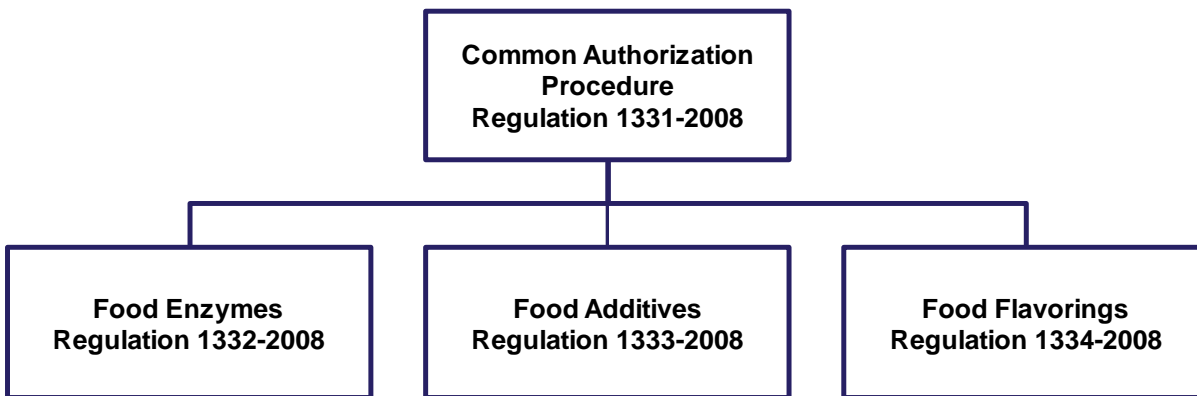 Common Authorization
Procedure
Regulation 1331-2008
Food Enzymes
Regulation 1332-2008
Food Additives
Regulation 1333-2008
Food Flavorings
Regulation 1334-2008